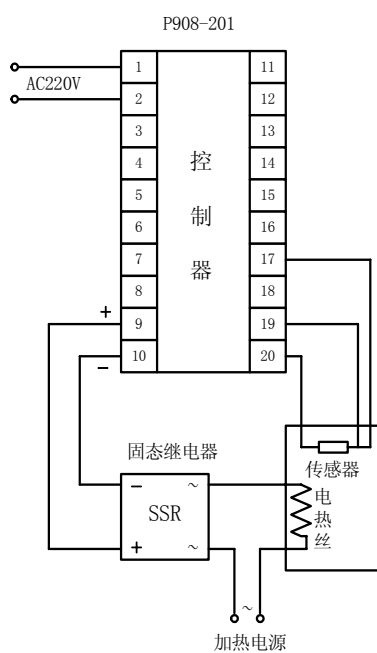 P908-201
AC220V
1 11
2 12
3 13
4 14
5 15
6 16
7 17
8 18
9 19
10 20
控
制
器
+
−
固态继电器
− ~
SSR
+ ~
传感器
电
热
丝
~
加热电源